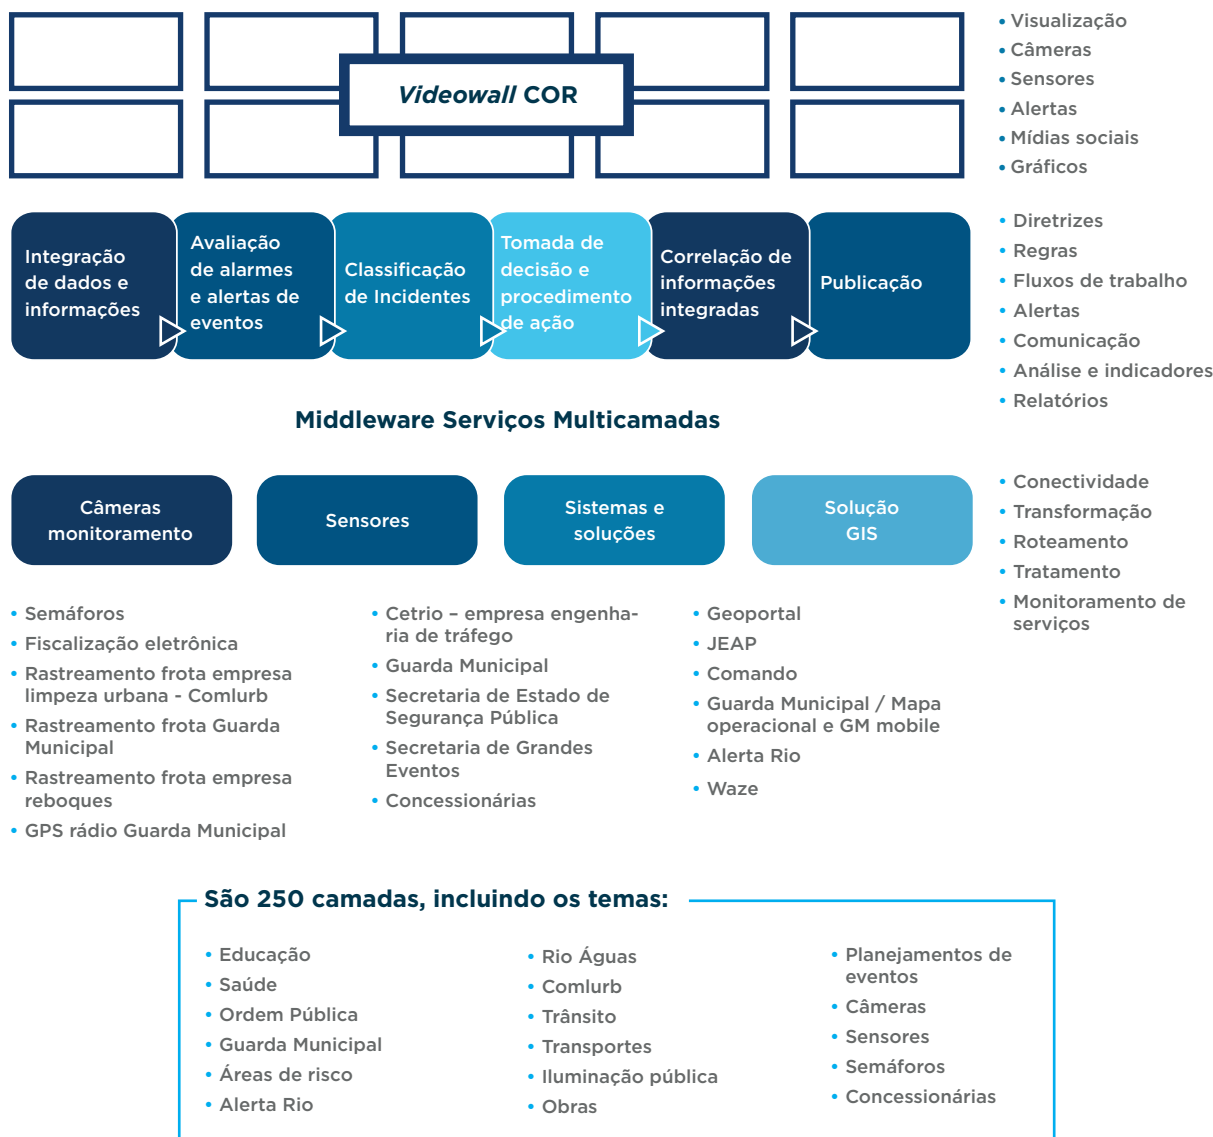 Videowall COR
• Visualização
• Câmeras
• Sensores
• Alertas
• Mídias sociais
• Gráficos
Integração
de dados e
informações
Avaliação
de alarmes
e alertas de
eventos
Classificação
de Incidentes
Tomada de
decisão e
procedimento
de ação
Correlação de
informações
integradas
Publicação
• Diretrizes
• Regras
• Fluxos de trabalho
• Alertas
• Comunicação
• Análise e indicadores
• Relatórios
Middleware Serviços Multicamadas
Câmeras
monitoramento
Sensores
Sistemas e
soluções
Solução
GIS
• Conectividade
• Transformação
• Roteamento
• Tratamento
• Monitoramento de
serviços
• Semáforos
• Fiscalização eletrônica
• Rastreamento frota empresa
limpeza urbana - Comlurb
• Rastreamento frota Guarda
Municipal
• Rastreamento frota empresa
reboques
• GPS rádio Guarda Municipal
• Cetrio – empresa engenha-
ria de tráfego
• Guarda Municipal
• Secretaria de Estado de
Segurança Pública
• Secretaria de Grandes
Eventos
• Concessionárias
• Geoportal
• JEAP
• Comando
• Guarda Municipal / Mapa
operacional e GM mobile
• Alerta Rio
• Waze
São 250 camadas, incluindo os temas:
• Educação
• Saúde
• Ordem Pública
• Guarda Municipal
• Áreas de risco
• Alerta Rio
• Rio Águas
• Comlurb
• Trânsito
• Transportes
• Iluminação pública
• Obras
• Planejamentos de
eventos
• Câmeras
• Sensores
• Semáforos
• Concessionárias